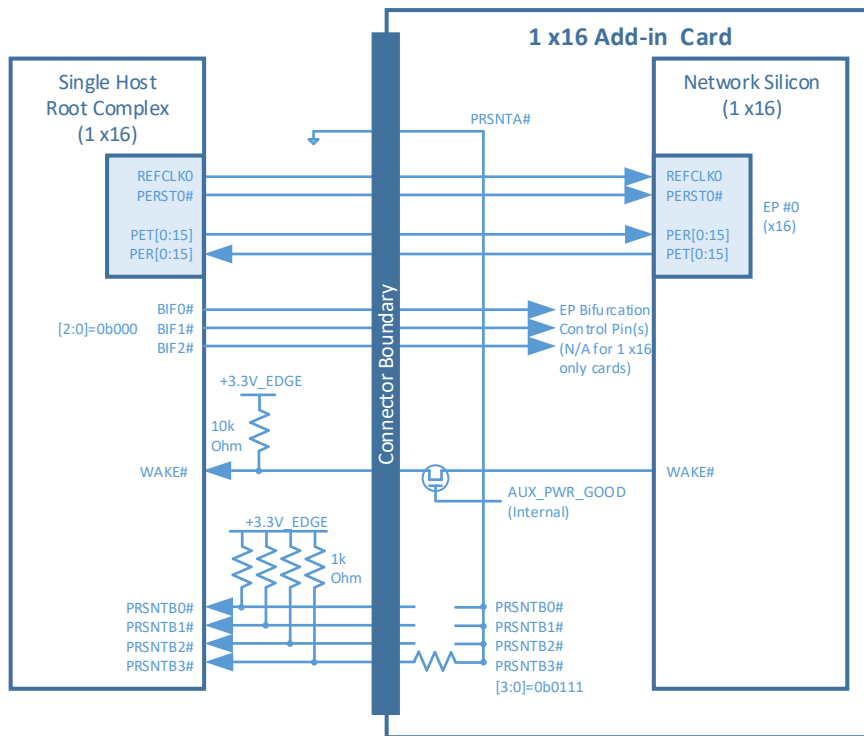 1 x16 Add-in Card
Single Host
Root Complex
(1 x16)
Network Silicon
(1 x16)
PRSNTA#
REFCLK0
PERST0#
PET[0:15]
PER[0:15]
REFCLK0
PERST0#
PER[0:15]
PET[0:15]
EP #0
(x16)
BIF0#
[2:0]=0b000
BIF1#
BIF2#
EP Bifurcation
Control Pin(s)
(N/A for 1 x16
only cards)
Connector Boundary
+3.3V_EDGE
10k
Ohm
WAKE#
WAKE#
AUX_PWR_GOOD
(Internal)
+3.3V_EDGE
1k
Ohm
PRSNTB0#
PRSNTB1#
PRSNTB2#
PRSNTB3#
PRSNTB0#
PRSNTB1#
PRSNTB2#
PRSNTB3#
[3:0]=0b0111